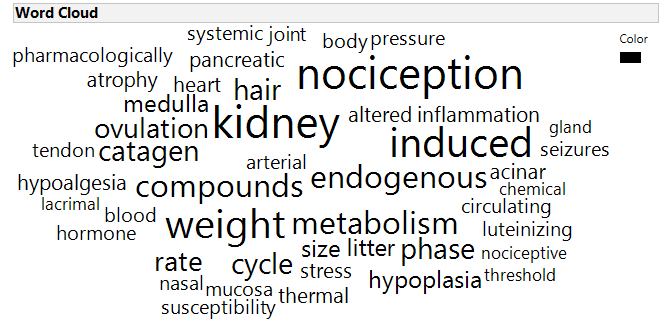 Word Cloud
Color
systemic joint
body pressure
pharmacologically
pancreatic
nociception
atrophy
heart
hair
medulla
kidney
altered inflammation
ovulation
induced
gland
tendon
catagen
arterial
seizures
hypoalgesia
compounds
endogenous
acinar
chemical
lacrimal
blood
weight
metabolism
circulating
hormone
luteinizing
size litter
phase
nociceptive
rate
cycle
stress
hypoplasia
threshold
nasal
mucosa
thermal
susceptibility